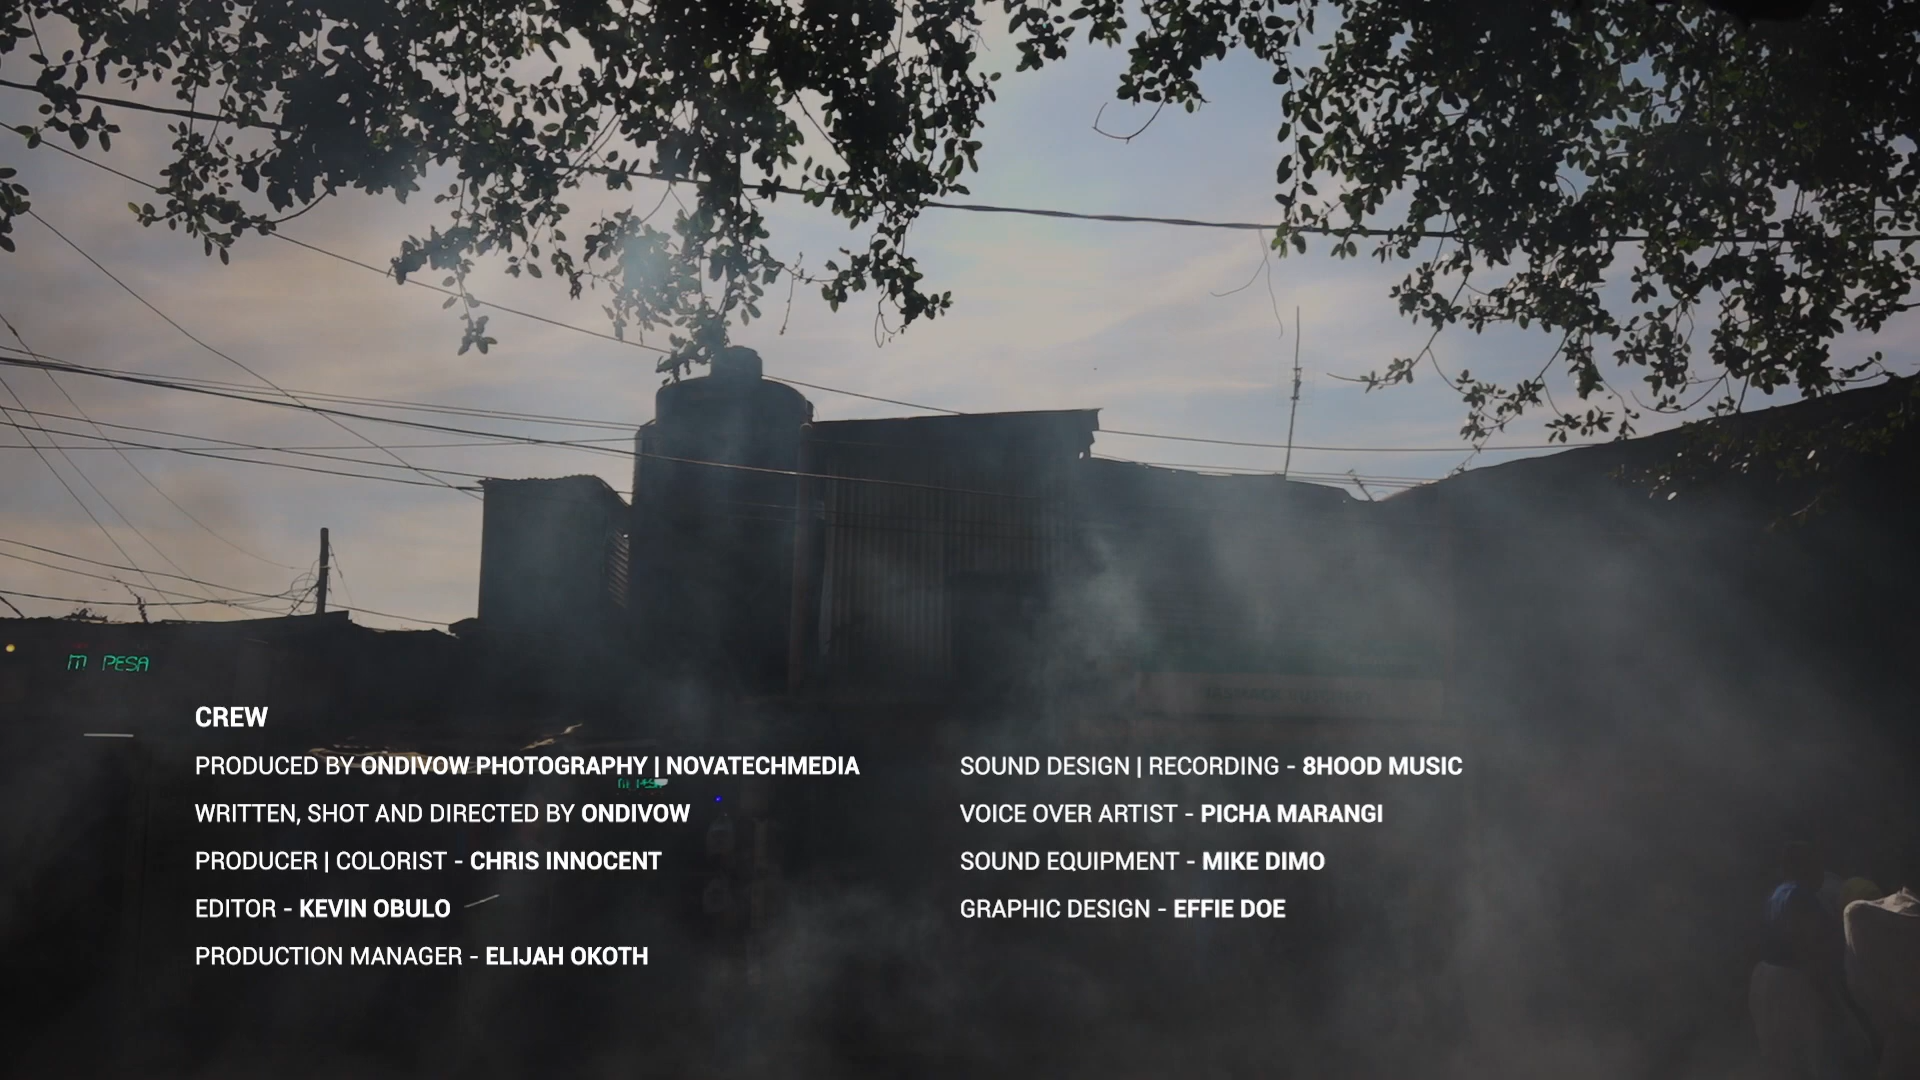 M PESA
CREW
PRODUCED BY ONDIVOW PHOTOGRAPHY | NOVATECHMEDIA
WRITTEN, SHOT AND DIRECTED BY ONDIVOW
PRODUCER | COLORIST - CHRIS INNOCENT
EDITOR - KEVIN OBULO
PRODUCTION MANAGER - ELIJAH OKOTH
SOUND DESIGN | RECORDING - 8HOOD MUSIC
VOICE OVER ARTIST - PICHA MARANGI
SOUND EQUIPMENT - MIKE DIMO
GRAPHIC DESIGN - EFFIE DOE